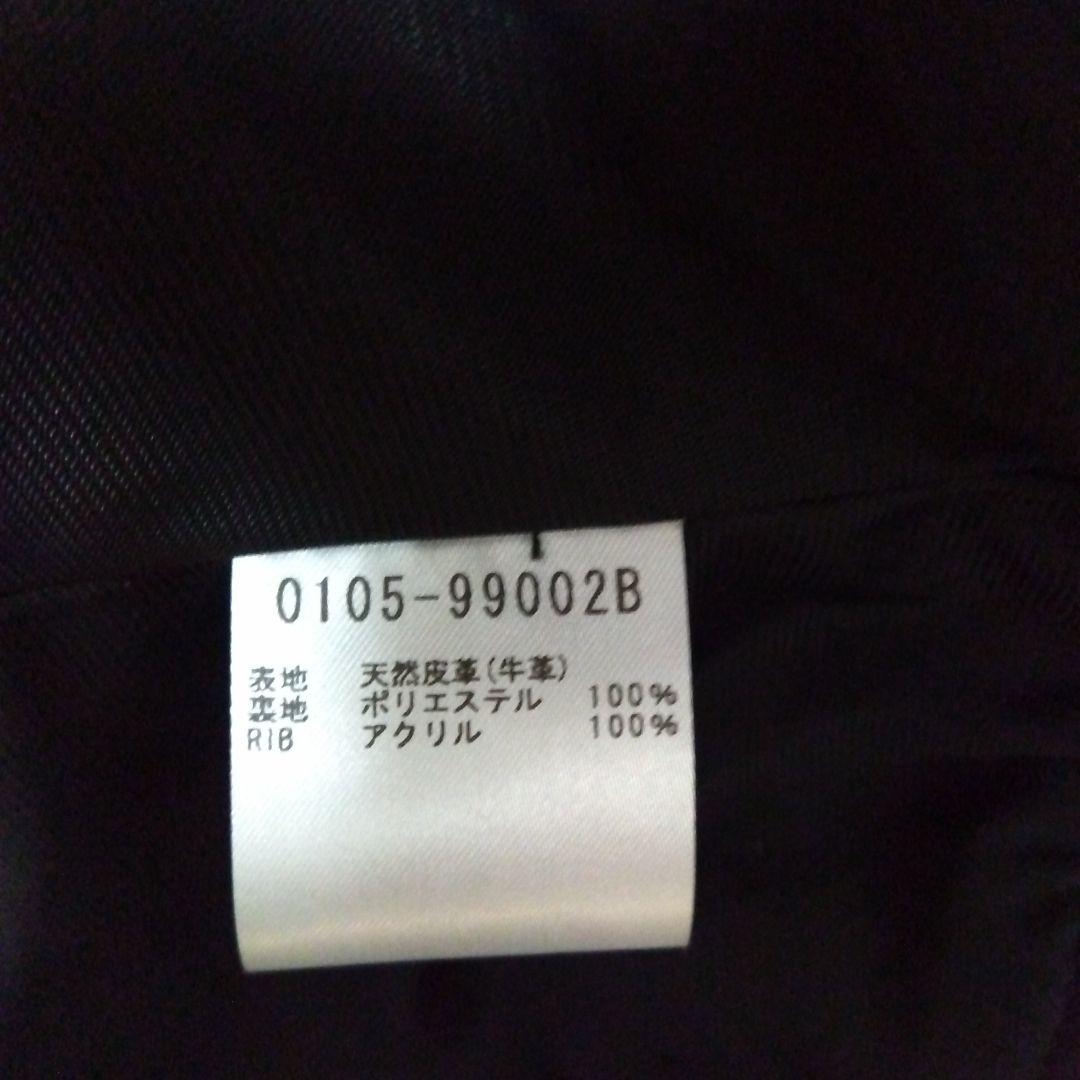 0105-99002B
表地 天然皮革(牛革)
裏地 ポリエステル 100%
RIB アクリル 100%